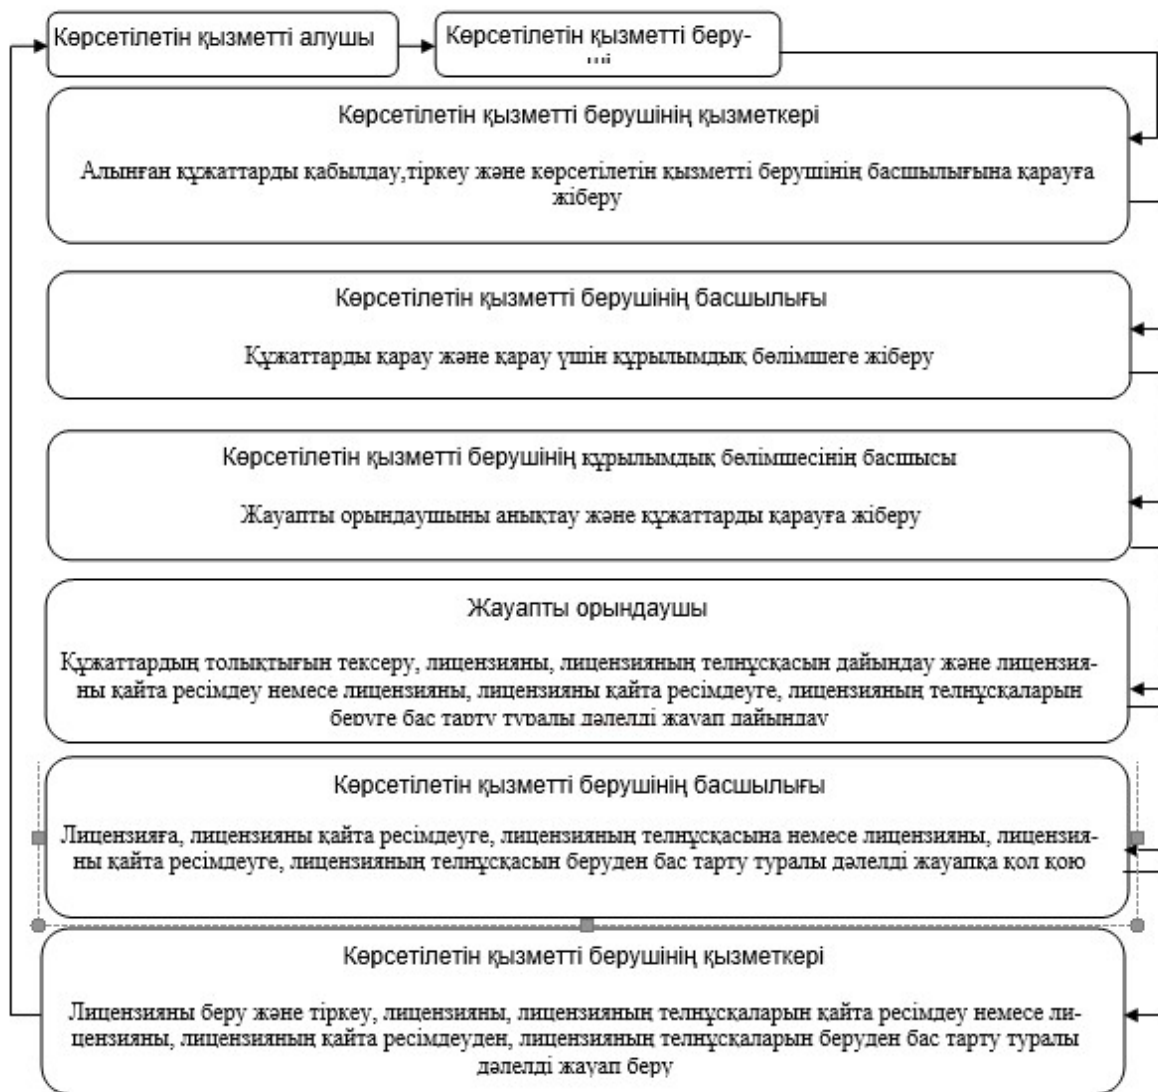 Көрсетілетін қызметті алушы
Көрсетілетін қызметті беру-
ші
Көрсетілетін қызметті берушінің қызметкері
Алынған құжаттарды қабылдау,тіркеу және көрсетілетін қызметті берушінің басшылығына қарауға
жіберу
Көрсетілетін қызметті берушінің басшылығы
Құжаттарды қарау және қарау үшін құрылымдық бөлімшеге жіберу
Көрсетілетін қызметті берушінің құрылымдық бөлімшесінің басшысы
Жауапты орындаушыны анықтау және құжаттарды қарауға жіберу
Жауапты орындаушы
Құжаттардың толықтығын тексеру, лицензияны, лицензияның телнұсқасын дайындау және лицензия-
ны қайта ресімдеу немесе лицензияны, лицензияны қайта ресімдеуге, лицензияның телнұсқаларын
беруге бас тарту туралы дәлелді жауап дайындау
Көрсетілетін қызметті берушінің басшылығы
Лицензияға, лицензияны қайта ресімдеуге, лицензияның телнұсқасына немесе лицензияны, лицензия-
ны қайта ресімдеуге, лицензияның телнұсқасын беруден бас тарту туралы дәлелді жауапқа қол қою
Көрсетілетін қызметті берушінің қызметкері
Лицензияны беру және тіркеу, лицензияны, лицензияның телнұсқаларын қайта ресімдеу немесе ли-
цензияны, лицензияның қайта ресімдеуден, лицензияның телнұсқаларын беруден бас тарту туралы
дәлелді жауап беру